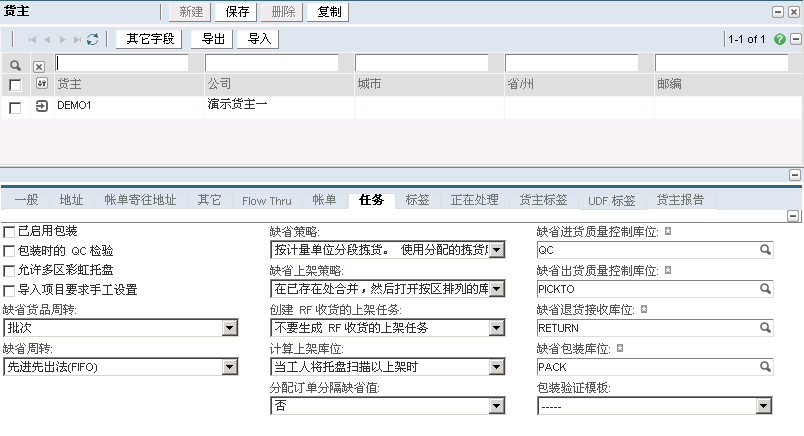 货主 新建 保存 删除 复制
其它字段 导出 导入 1-1 of 1
货主 公司 城市 省/州 邮编
DEMO1 演示货主一
一般 地址 帐单寄往地址 其它 Flow Thru 帐单 任务 标签 正在处理 货主标签 UDF 标签 货主报告
已启用包装
包装时的 QC 检验
允许多区彩虹托盘
导入项目要求手工设置
缺省货品周转:
批次
缺省周转:
先进先出法(FIFO)
缺省策略:
按计量单位分段拣货。 使用分配的拣货
缺省上架策略:
在已存在处合并，然后打开按区排列的库
创建 RF 收货的上架任务:
不要生成 RF 收货的上架任务
计算上架库位:
当工人将托盘扫描以上架时
分配订单分隔缺省值:
否
缺省进货质量控制库位:
QC
缺省出货质量控制库位:
PICKTO
缺省退货接收库位:
RETURN
缺省包装库位:
PACK
包装验证模板:
-----